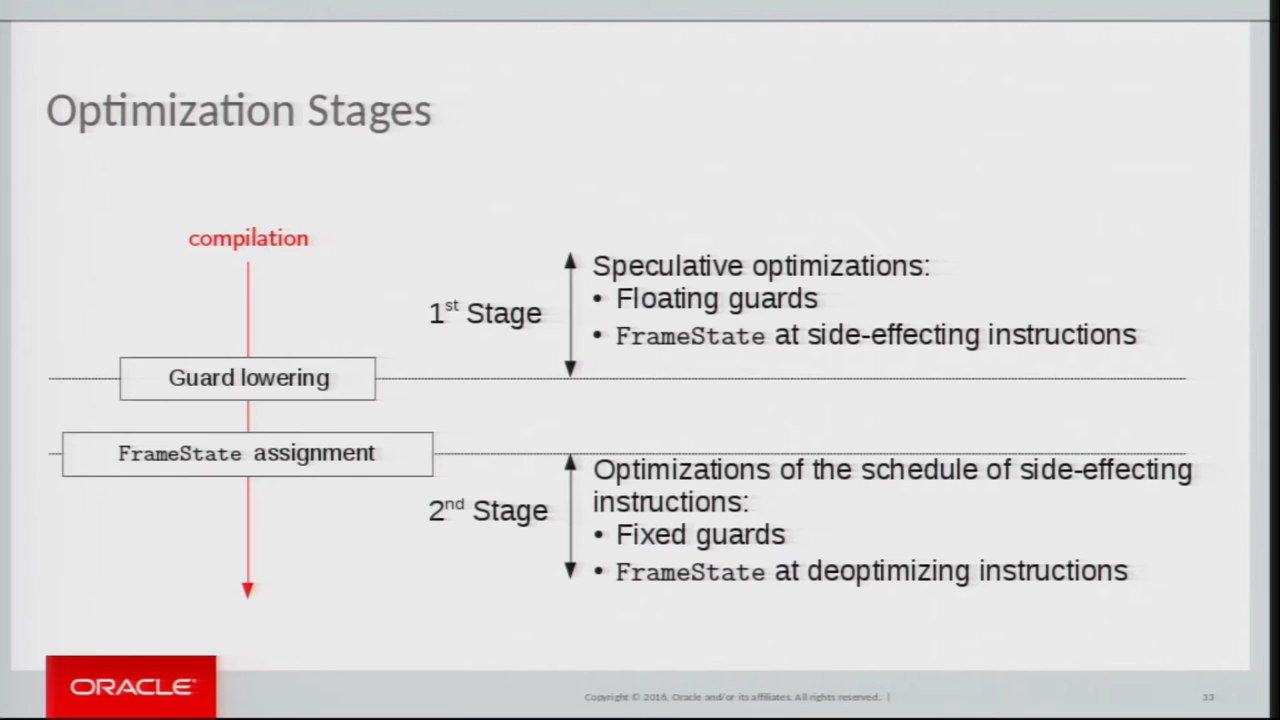 Optimization Stages
compilation
1st Stage
Speculative optimizations:
• Floating guards
• FrameState at side-effecting instructions
Guard lowering
FrameState assignment
2nd Stage
Optimizations of the schedule of side-effecting
instructions:
• Fixed guards
• FrameState at deoptimizing instructions
ORACLE
Copyright © 2016, Oracle and/or its affiliates. All rights reserved. |
33